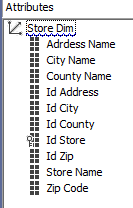 Attributes
Store Dim
Adrdess Name
City Name
County Name
Id Address
Id City
Id County
Id Store
Id Zip
Store Name
Zip Code